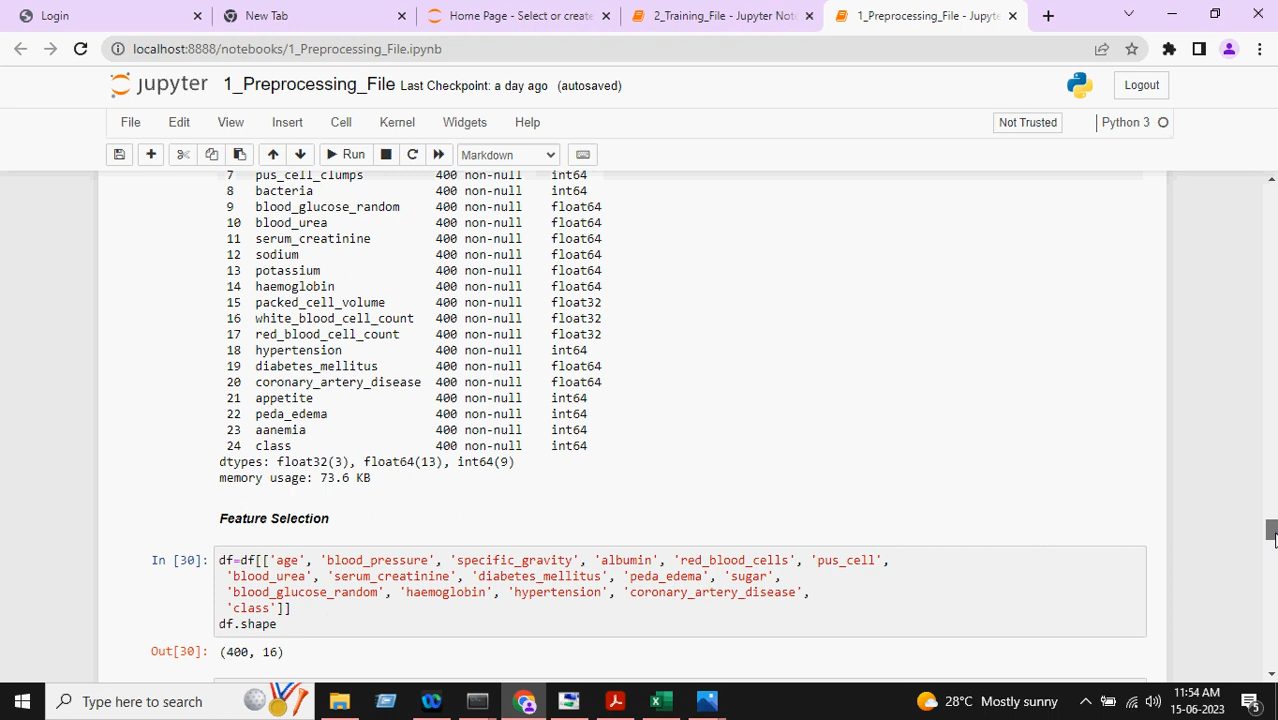 Login
New Tab
Home Page - Select or create
2_Training_File - Jupyter Not
1_Preprocessing_File - Jupyte
localhost:8888/notebooks/1_Preprocessing_File.ipynb
jupyter 1_Preprocessing_File Last Checkpoint: a day ago (autosaved)
Logout
File Edit View Insert Cell Kernel Widgets Help
Not Trusted
Python 3
Run
Markdown
7 pus_cell_clumps 400 non-null int64
8 bacteria 400 non-null int64
9 blood_glucose_random 400 non-null float64
10 blood_urea 400 non-null float64
11 serum_creatinine 400 non-null float64
12 sodium 400 non-null float64
13 potassium 400 non-null float64
14 haemoglobin 400 non-null float64
15 packed_cell_volume 400 non-null float32
16 white_blood_cell_count 400 non-null float32
17 red_blood_cell_count 400 non-null float32
18 hypertension 400 non-null int64
19 diabetes_mellitus 400 non-null float64
20 coronary_artery_disease 400 non-null float64
21 appetite 400 non-null int64
22 peda_edema 400 non-null int64
23 aanemia 400 non-null int64
24 class 400 non-null int64
dtypes: float32(3), float64(13), int64(9)
memory usage: 73.6 KB
Feature Selection
In [30]: df=df[['age', 'blood_pressure', 'specific_gravity', 'albumin', 'red_blood_cells', 'pus_cell',
'blood_urea', 'serum_creatinine', 'diabetes_mellitus', 'peda_edema', 'sugar',
'blood_glucose_random', 'haemoglobin', 'hypertension', 'coronary_artery_disease',
'class']]
df.shape
Out[30]: (400, 16)
Type here to search
28°C Mostly sunny
11:54 AM
15-06-2023
5